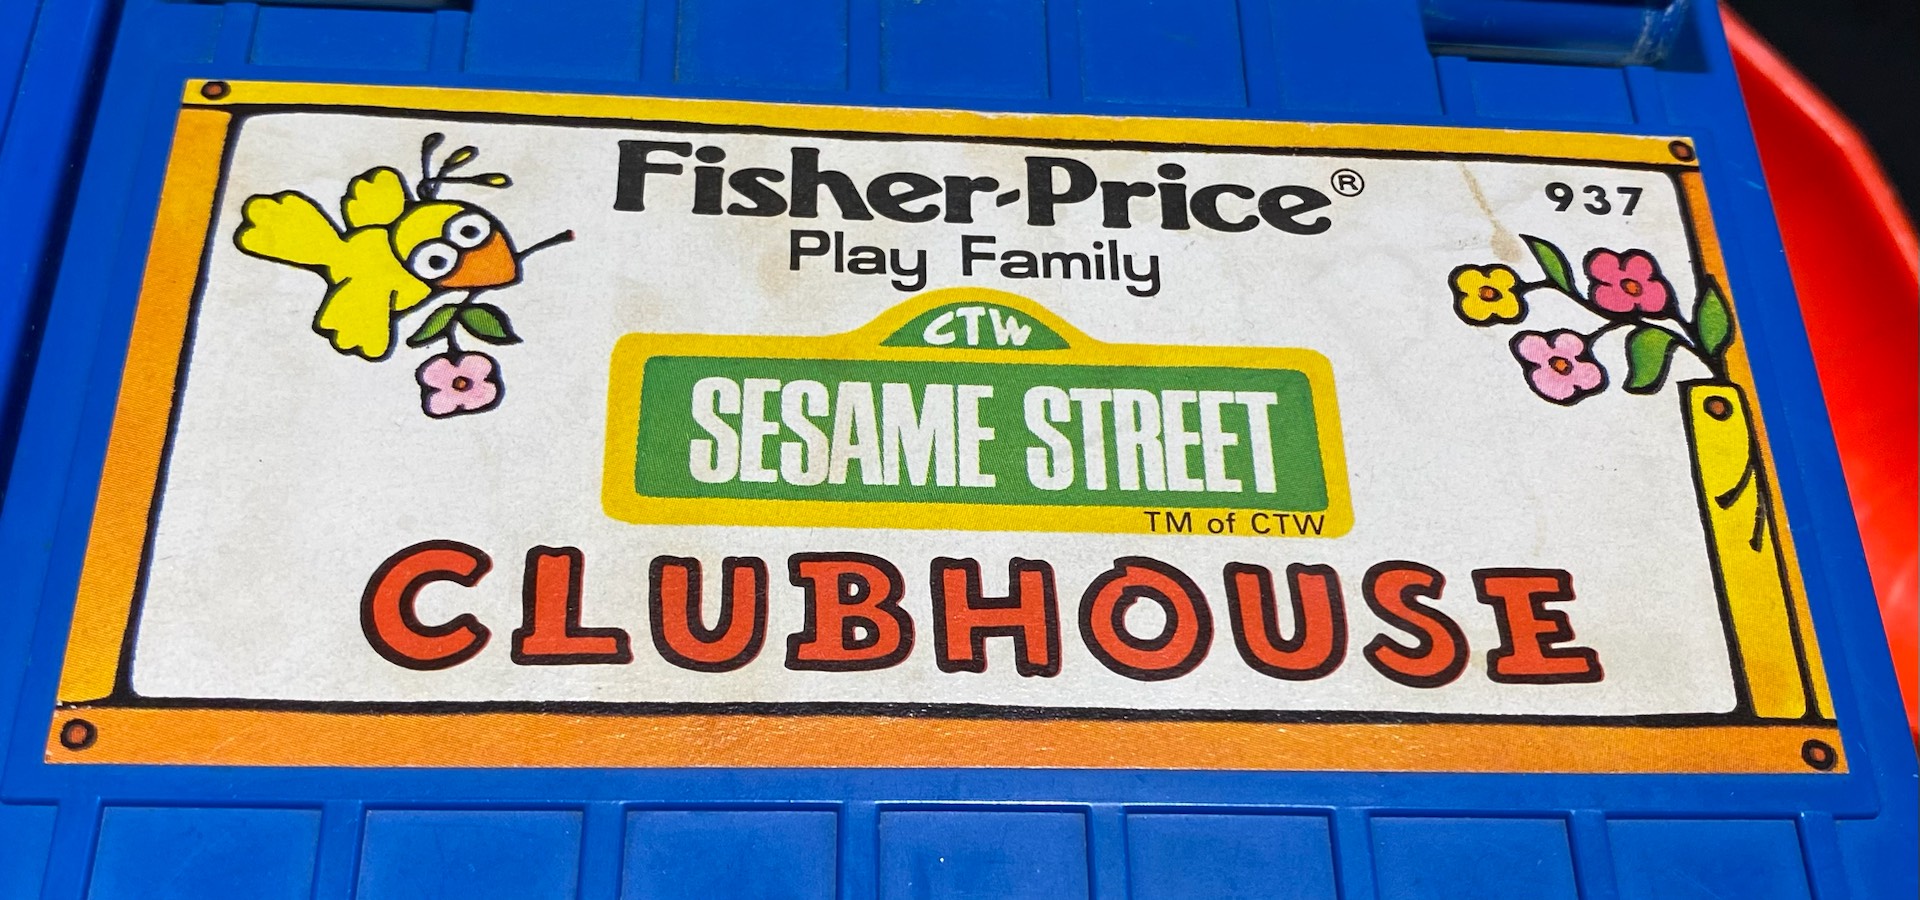 Fisher-Price®
937
Play Family
CTW
SESAME STREET
TM of CTW
CLUBHOUSE